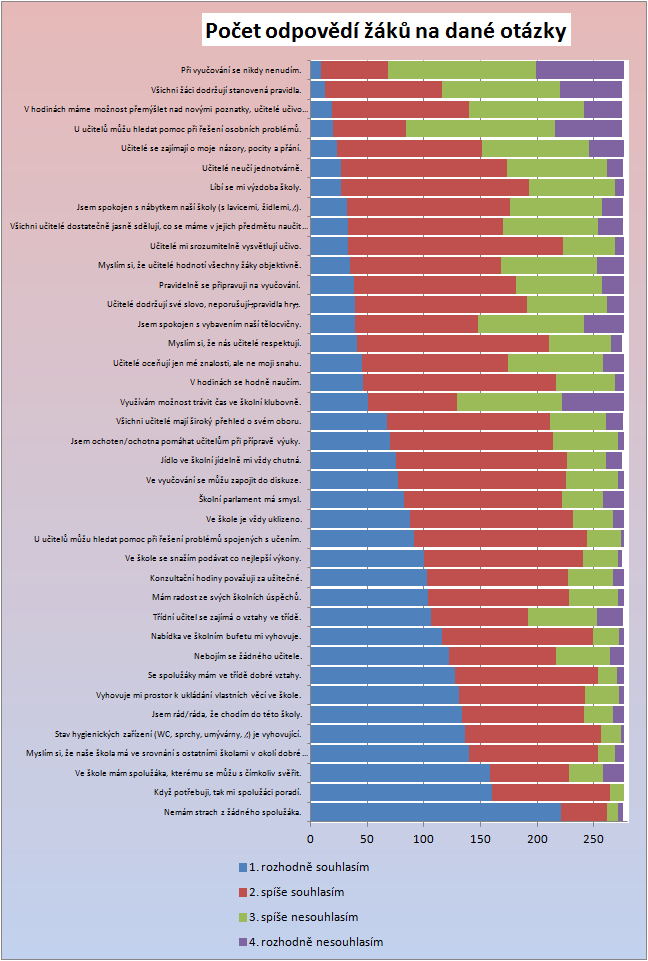 Počet odpovědí žáků na dané otázky
Při vyučování se nikdy nenudím.
Všichni žáci dodržují stanovená pravidla.
V hodinách máme možnost přemýšlet nad novými poznatky, učitelé učivo…
U učitelů můžu hledat pomoc při řešení osobních problémů.
Učitelé se zajímají o moje názory, pocity a přání.
Učitelé neučí jednotvárně.
Líbí se mi výzdoba školy.
Jsem spokojen s nábytkem naší školy (s lavicemi, židlemi,:).
Všichni učitelé dostatečně jasně sdělují, co se máme v jejich předmětu naučit…
Učitelé mi srozumitelně vysvětlují učivo.
Myslím si, že učitelé hodnotí všechny žáky objektivně.
Pravidelně se připravuji na vyučování.
Učitelé dodržují své slovo, neporušují „pravidla hry„.
Jsem spokojen s vybavením naší tělocvičny.
Myslím si, že nás učitelé respektují.
Učitelé oceňují jen mé znalosti, ale ne moji snahu.
V hodinách se hodně naučím.
Využívám možnost trávit čas ve školní klubovně.
Všichni učitelé mají široký přehled o svém oboru.
Jsem ochoten/ochotna pomáhat učitelům při přípravě výuky.
Jídlo ve školní jídelně mi vždy chutná.
Ve vyučování se můžu zapojit do diskuze.
Školní parlament má smysl.
Ve škole je vždy uklizeno.
U učitelů můžu hledat pomoc při řešení problémů spojených s učením.
Ve škole se snažím podávat co nejlepší výkony.
Konzultační hodiny považuji za užitečné.
Mám radost ze svých školních úspěchů.
Třídní učitel se zajímá o vztahy ve třídě.
Nabídka ve školním bufetu mi vyhovuje.
Nebojím se žádného učitele.
Se spolužáky mám ve třídě dobré vztahy.
Vyhovuje mi prostor k ukládání vlastních věcí ve škole.
Jsem rád/ráda, že chodím do této školy.
Stav hygienických zařízení (WC, sprchy, umývárny,:) je vyhovující.
Myslím si, že naše škola má ve srovnání s ostatními školami v okolí dobré…
Ve škole mám spolužáka, kterému se můžu s čímkoliv svěřit.
Když potřebuji, tak mi spolužáci poradí.
Nemám strach z žádného spolužáka.
0 50 100 150 200 250
1. rozhodně souhlasím
2. spíše souhlasím
3. spíše nesouhlasím
4. rozhodně nesouhlasím